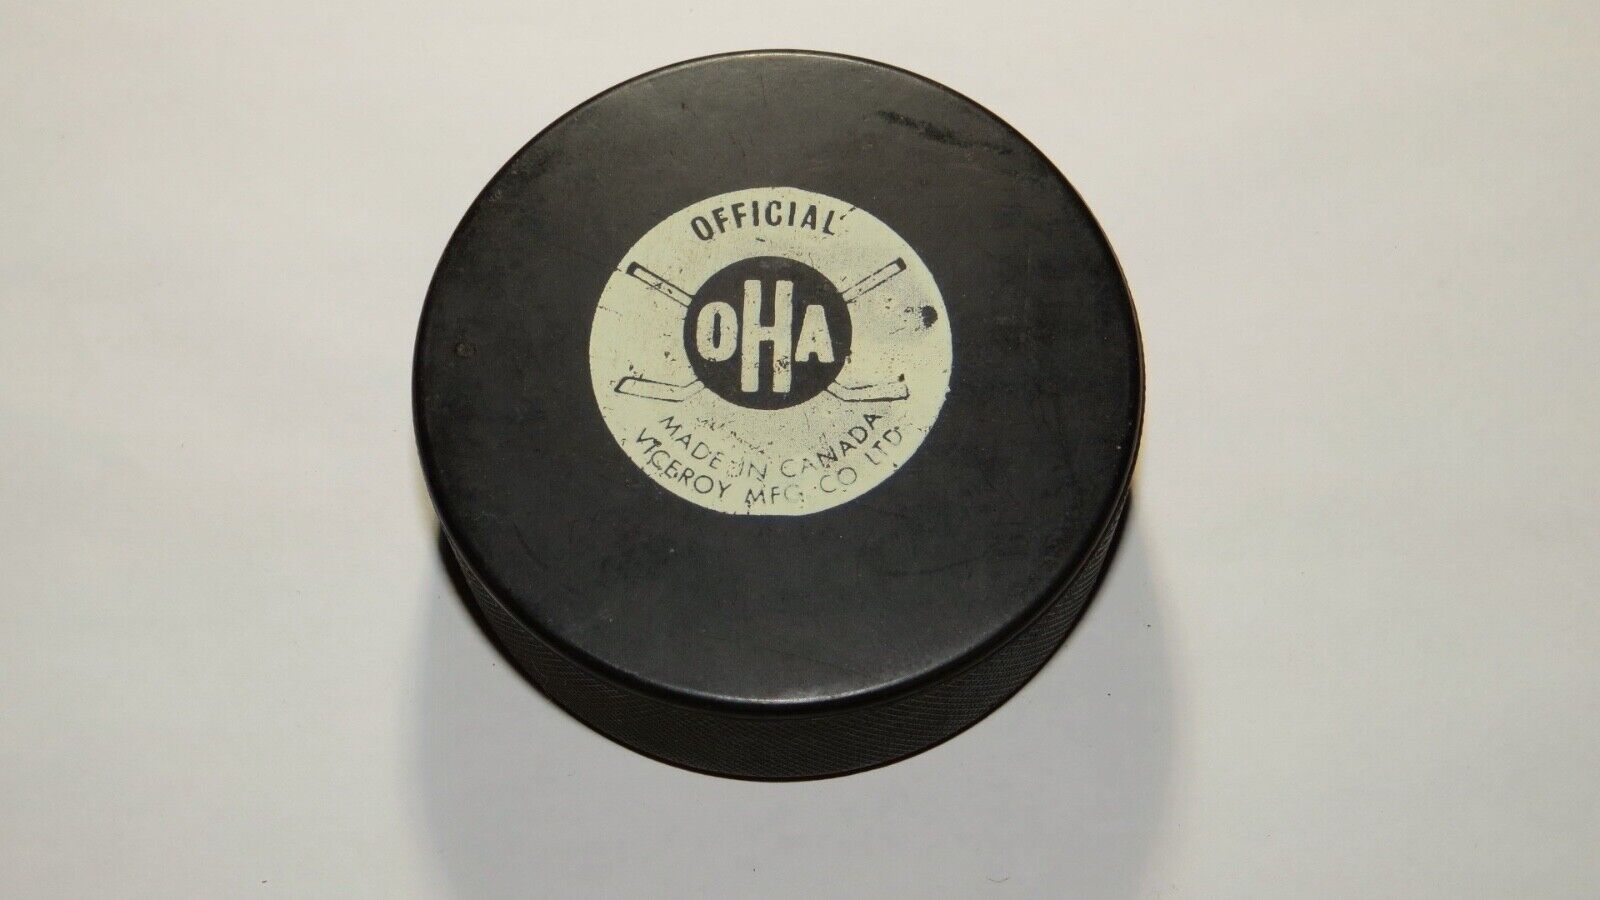 OFFICIAL
OHA
MADE IN CANADA
VICEROY MFG. CO LTD